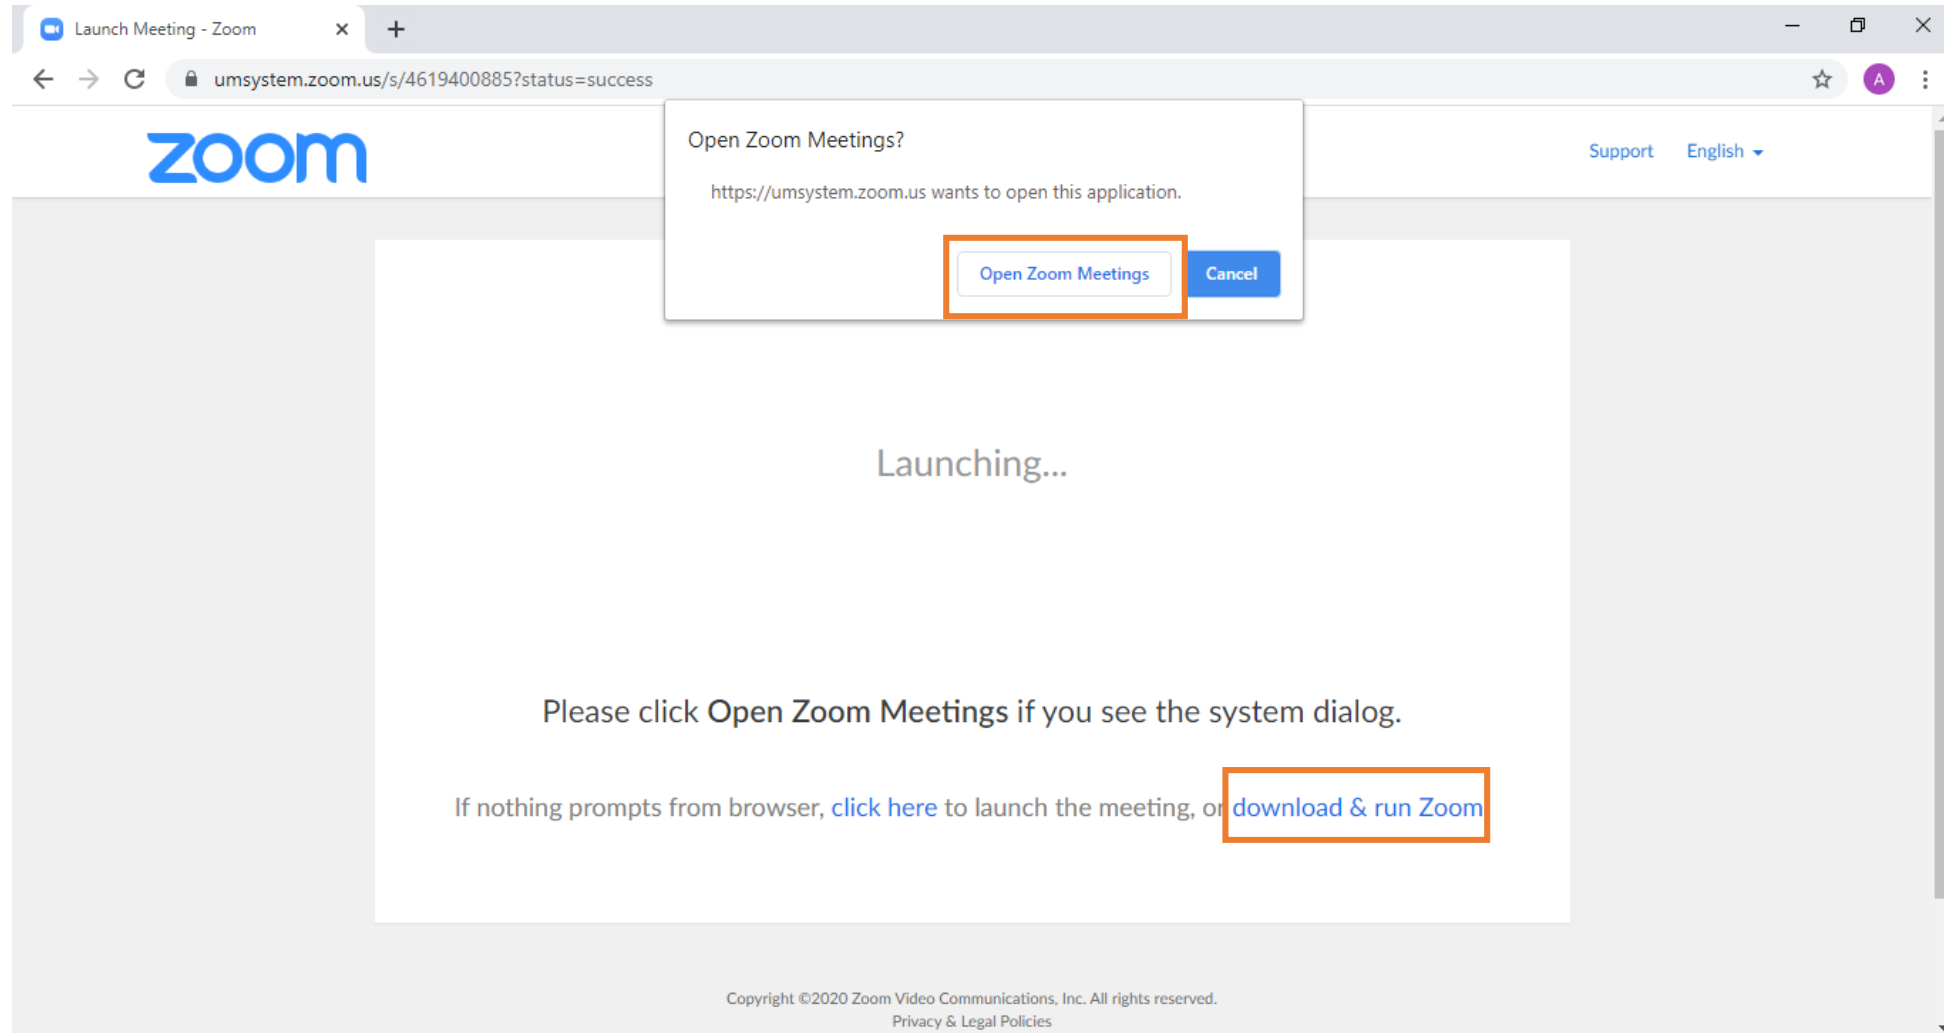 Launch Meeting - Zoom
umsystem.zoom.us/s/4619400885?status=success
A
zoom
Support English
Open Zoom Meetings?
https://umsystem.zoom.us wants to open this application.
Open Zoom Meetings Cancel
Launching...
Please click Open Zoom Meetings if you see the system dialog.
If nothing prompts from browser, click here to launch the meeting, or download & run Zoom
Copyright ©2020 Zoom Video Communications, Inc. All rights reserved.
Privacy & Legal Policies